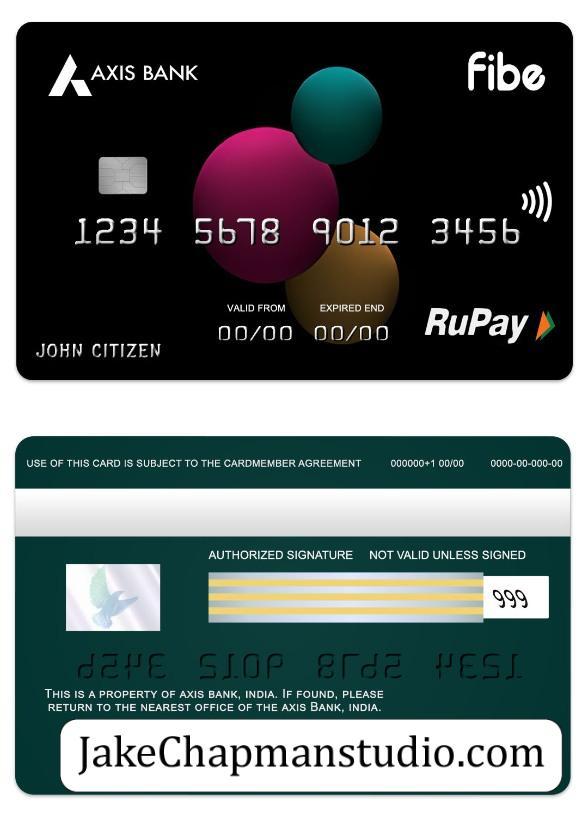 AXIS BANK
fibe
1234 5678 9012 3456
VALID FROM EXPIRED END
00/00 00/00
RuPay
JOHN CITIZEN
USE OF THIS CARD IS SUBJECT TO THE CARDMEMBER AGREEMENT 000000+1 00/00 0000-00-000-00
AUTHORIZED SIGNATURE NOT VALID UNLESS SIGNED
999
THIS IS A PROPERTY OF AXIS BANK, INDIA. IF FOUND, PLEASE
RETURN TO THE NEAREST OFFICE OF THE AXIS BANK, INDIA.
JakeChapmanstudio.com